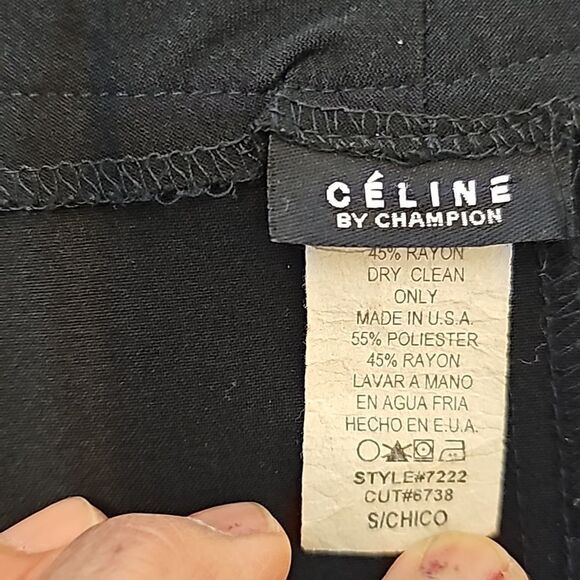 CÉLINE
BY CHAMPION
45% RAYON
DRY CLEAN
ONLY
MADE IN U.S.A.
55% POLIESTER
45% RAYON
LAVAR A MANO
EN AGUA FRIA
HECHO EN E.U.A.
STYLE#7222
CUT#6738
S/CHICO